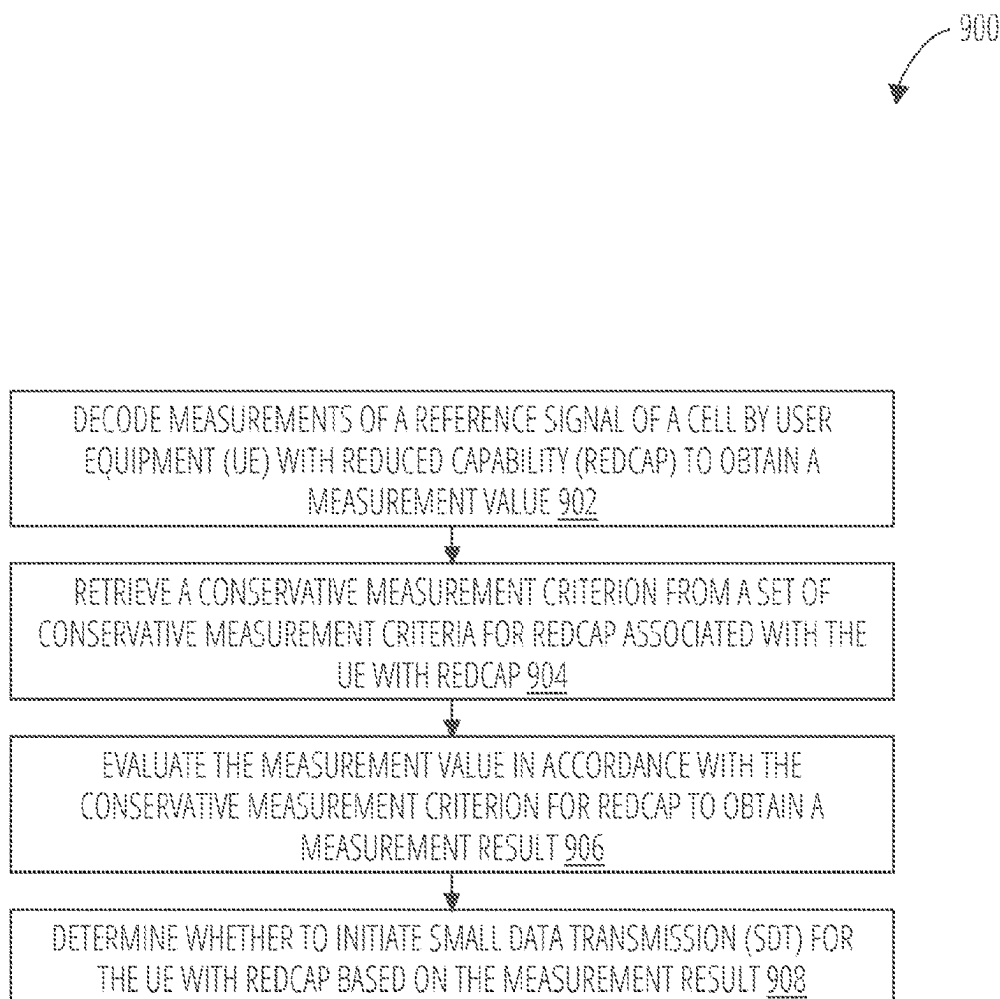 900
DECODE MEASUREMENTS OF A REFERENCE SIGNAL OF A CELL BY USER
EQUIPMENT (UE) WITH REDUCED CAPABILITY (REDCAP) TO OBTAIN A
MEASUREMENT VALUE 902
RETRIEVE A CONSERVATIVE MEASUREMENT CRITERION FROM A SET OF
CONSERVATIVE MEASUREMENT CRITERIA FOR REDCAP ASSOCIATED WITH THE
UE WITH REDCAP 904
EVALUATE THE MEASUREMENT VALUE IN ACCORDANCE WITH THE
CONSERVATIVE MEASUREMENT CRITERION FOR REDCAP TO OBTAIN A
MEASUREMENT RESULT 906
DETERMINE WHETHER TO INITIATE SMALL DATA TRANSMISSION (SDT) FOR
THE UE WITH REDCAP BASED ON THE MEASUREMENT RESULT 908